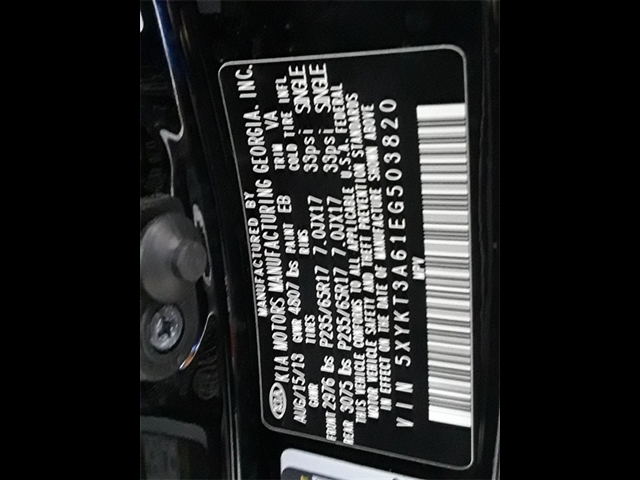 MANUFACTURED BY
KIA MOTORS MANUFACTURING GEORGIA, INC.
AUG/15/13 GVWR 4807 lbs PAINT EB TRIM VA
GAWR TIRES RIMS COLD TIRE INFL
FRONT 2976 lbs P235/65R17 7.0JX17 33psi SINGLE
REAR 3075 lbs P235/65R17 7.0JX17 33psi SINGLE
THIS VEHICLE CONFORMS TO ALL APPLICABLE U.S.A. FEDERAL
MOTOR VEHICLE SAFETY AND THEFT PREVENTION STANDARDS
IN EFFECT ON THE DATE OF MANUFACTURE SHOWN ABOVE
VIN 5XYKT3A61EG503820
MPV